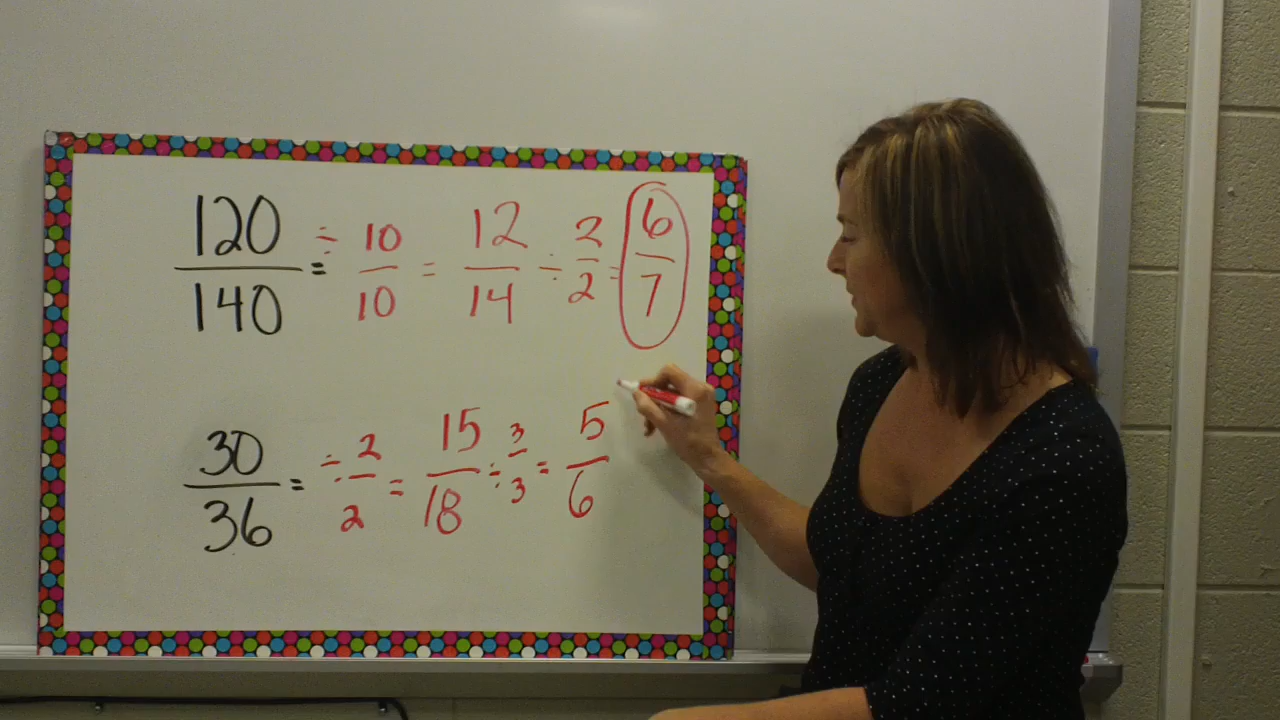 120/140 = ÷ 10/10 = 12/14 ÷ 2/2 = 6/7
30/36 = ÷ 2/2 = 15/18 ÷ 3/3 = 5/6